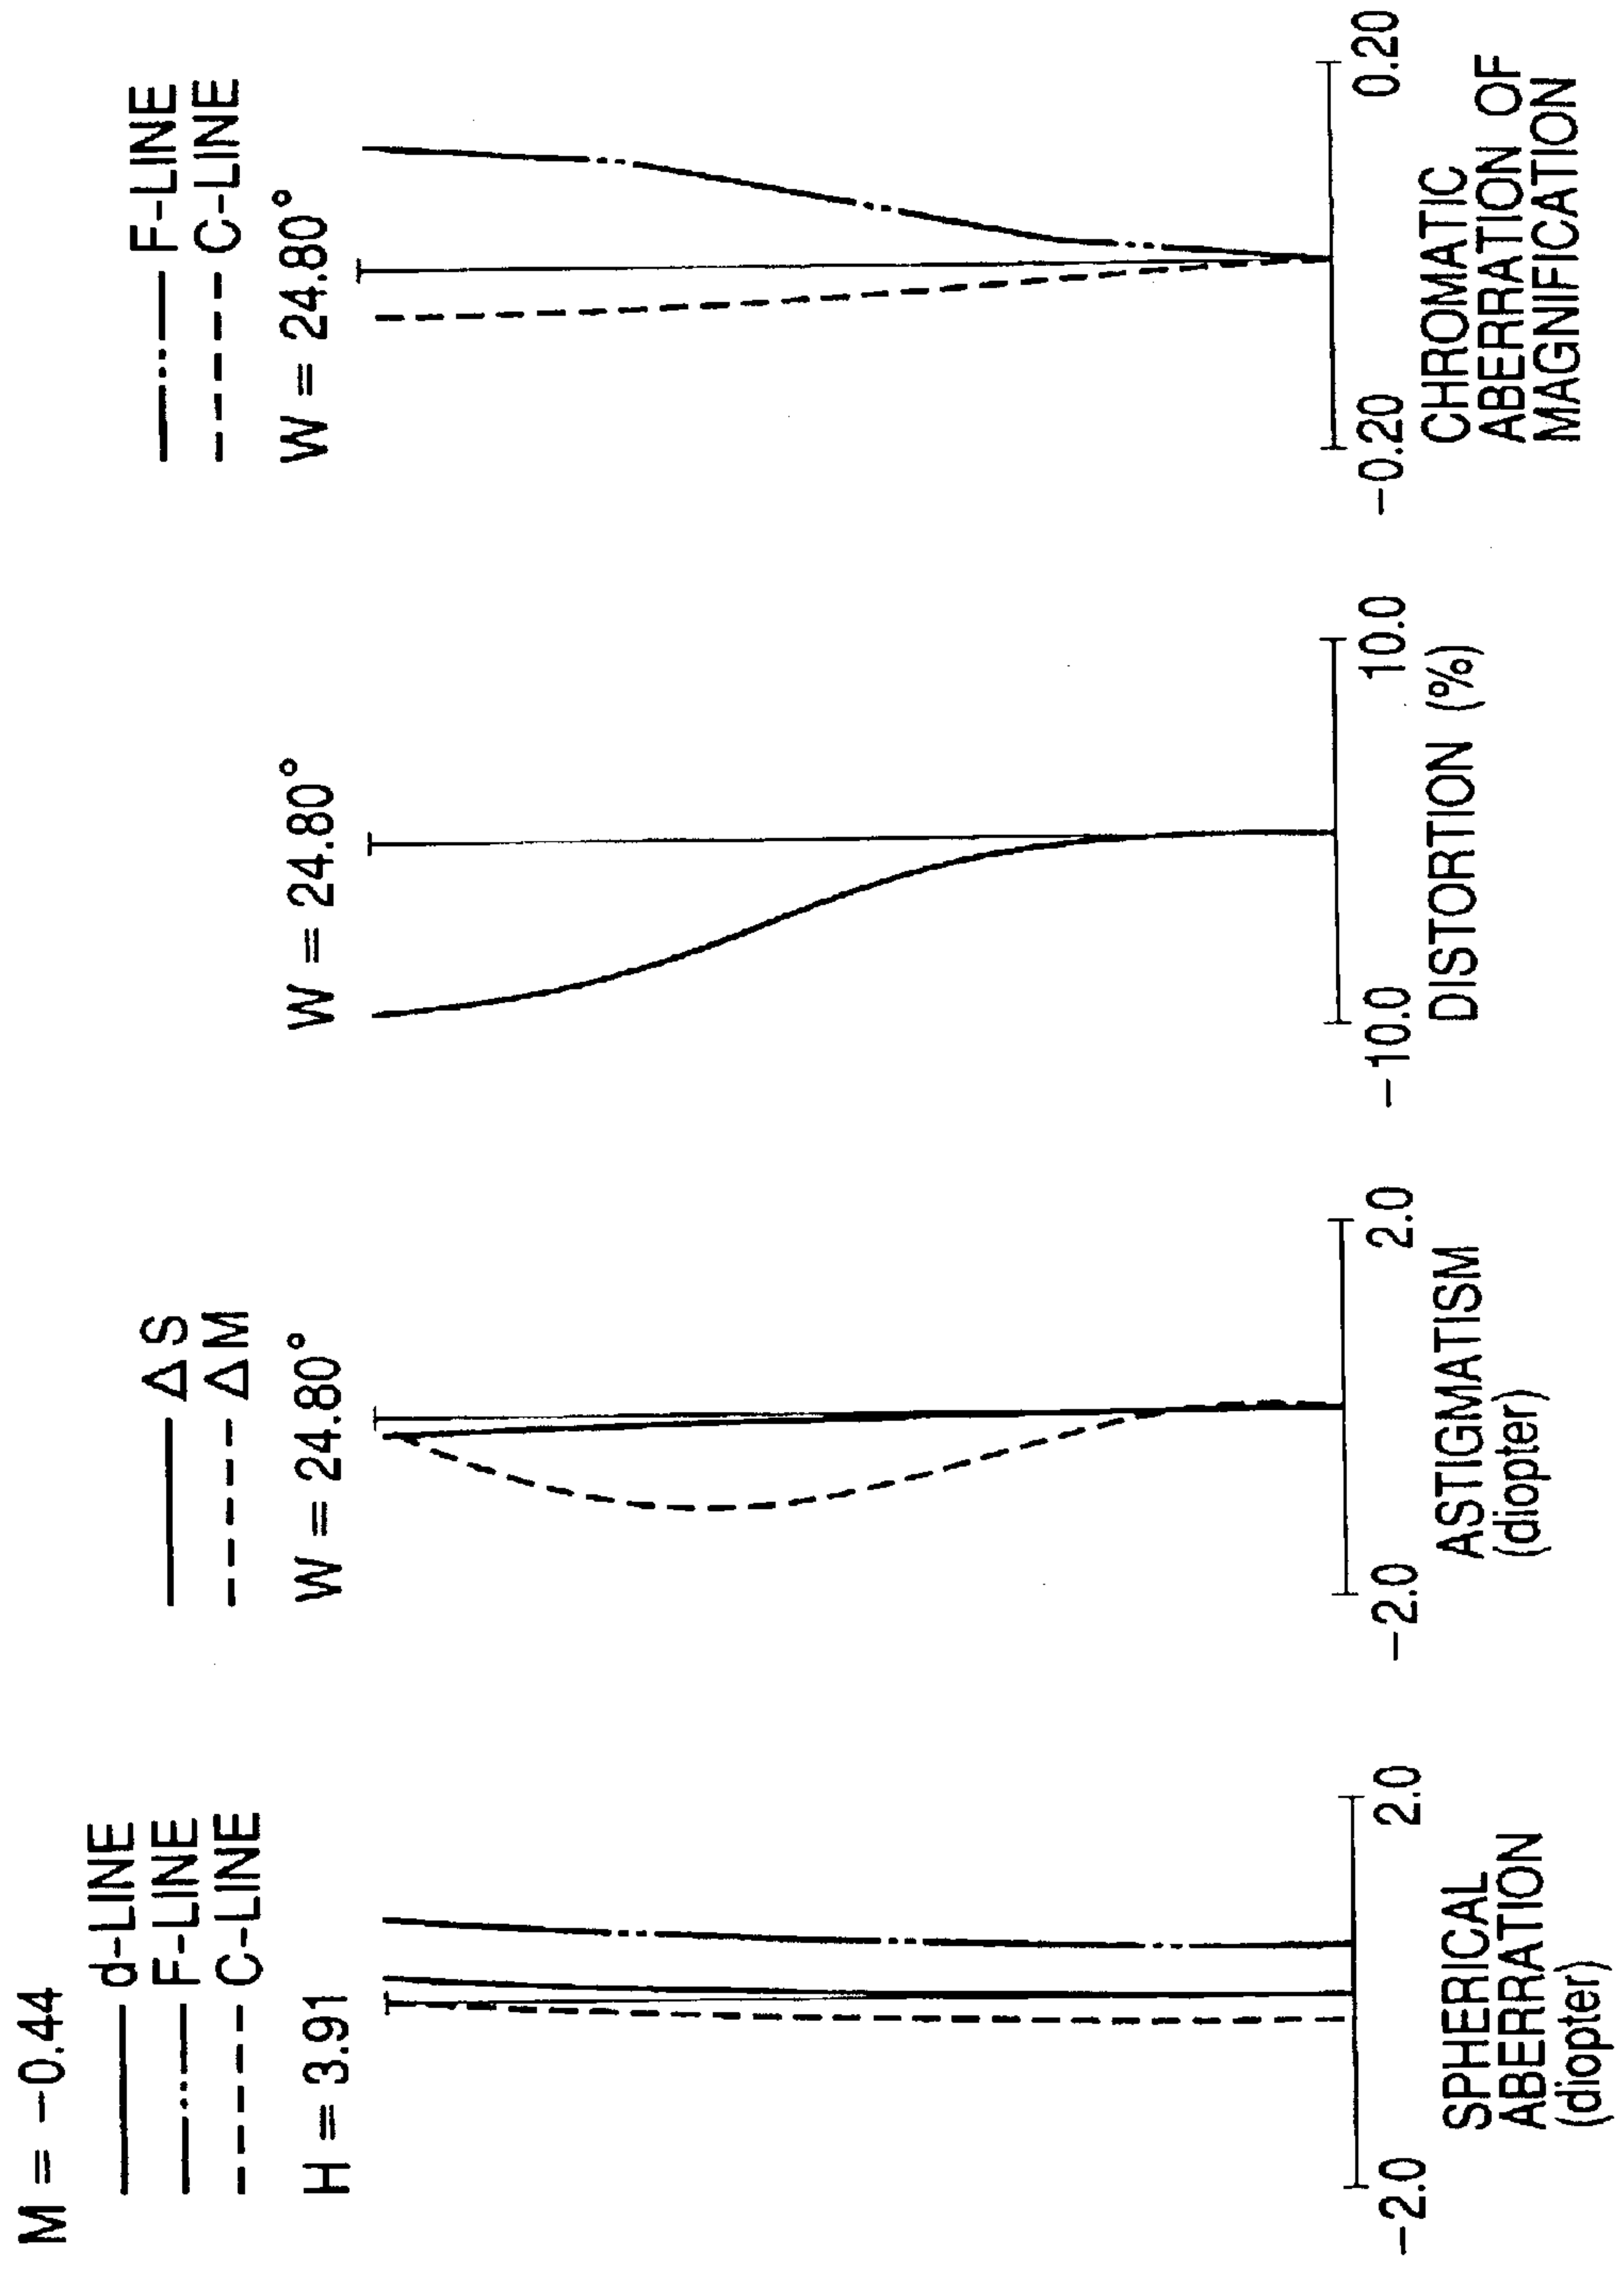 M = −0.44
d-LINE
F-LINE
C-LINE
H = 3.91
−2.0
2.0
SPHERICAL
ABERRATION
(diopter)
ΔS
ΔM
W = 24.80°
−2.0
2.0
ASTIGMATISM
(diopter)
W = 24.80°
−10.0
10.0
DISTORTION (%)
F-LINE
C-LINE
W = 24.80°
−0.20
0.20
CHROMATIC
ABERRATION OF
MAGNIFICATION